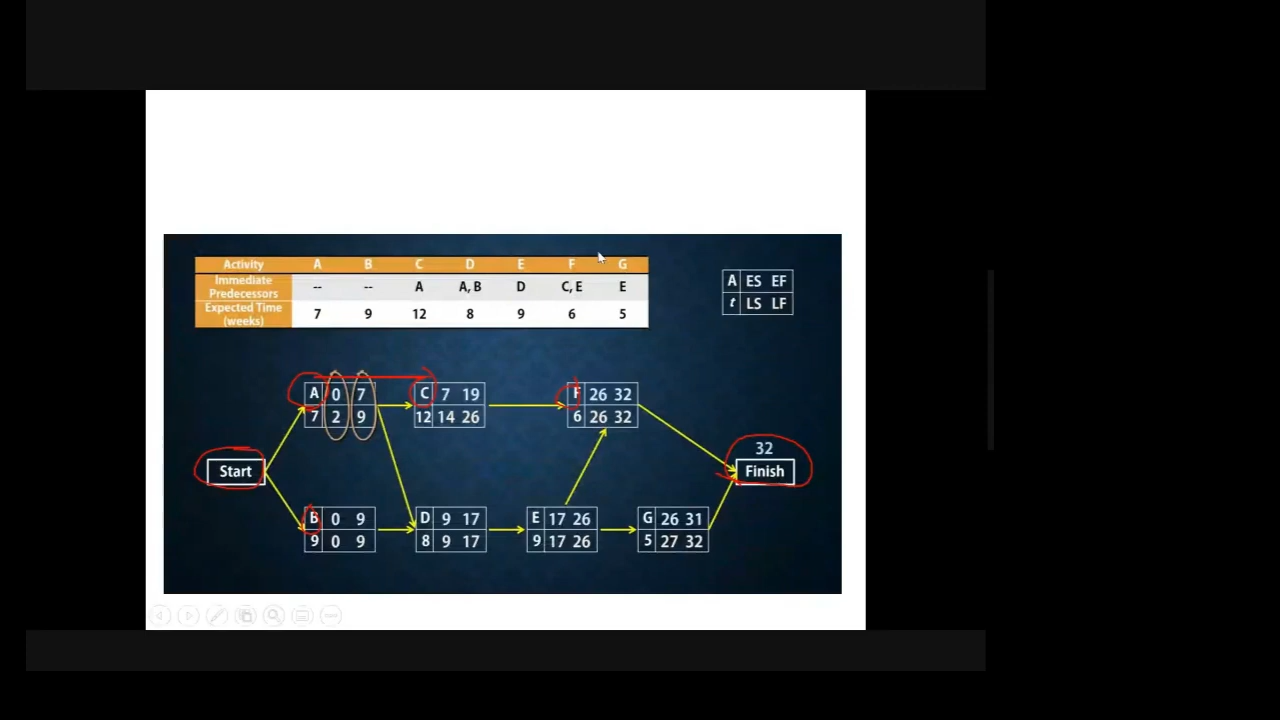 Activity A B C D E F G
Immediate
Predecessors -- -- A A, B D C, E E
Expected Time
(weeks) 7 9 12 8 9 6 5
A ES EF
t LS LF
A 0 7
7 2 9
C 7 19
12 14 26
F 26 32
6 26 32
32
Start
Finish
B 0 9
9 0 9
D 9 17
8 9 17
E 17 26
9 17 26
G 26 31
5 27 32